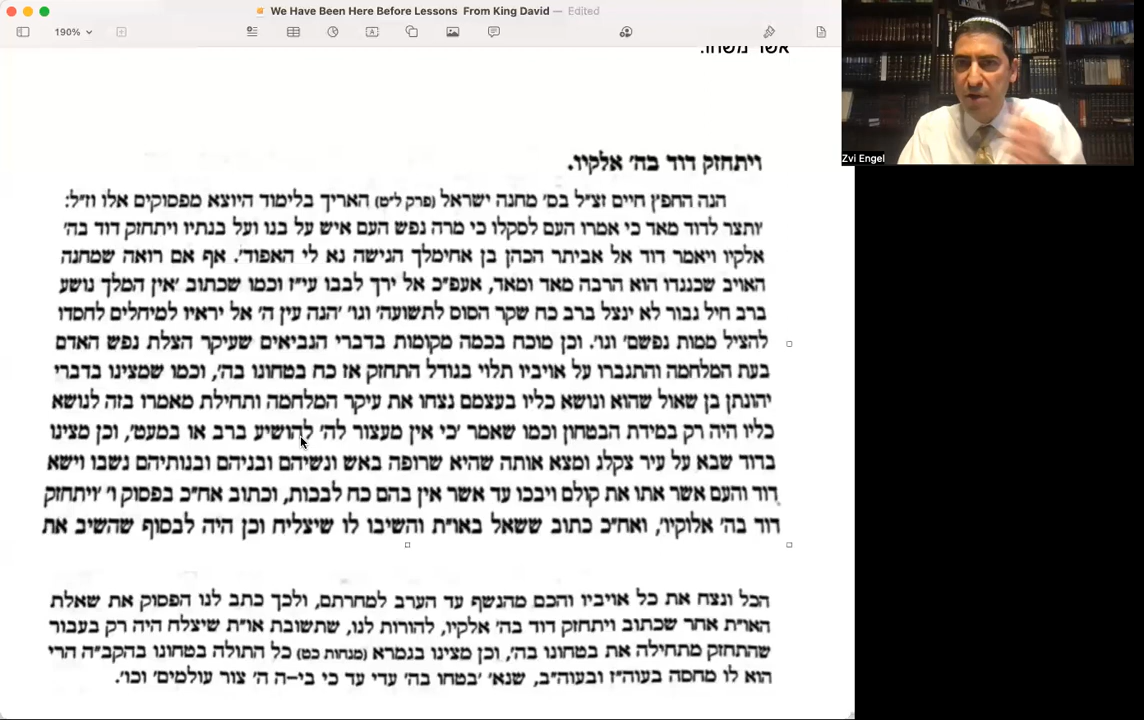 We Have Been Here Before Lessons From King David — Edited
190%
Zvi Engel
אשר משחו.
ויתחזק דוד בה' אלקיו.
הנה החפץ חיים זצ"ל בס' מחנה ישראל (פרק ל"ט) האריך בלימוד היוצא מפסוקים אלו וז"ל:
'ותצר לדוד מאד כי אמרו העם לסקלו כי מרה נפש העם איש על בנו ועל בנתיו ויתחזק דוד בה'
אלקיו ויאמר דוד אל אביתר הכהן בן אחימלך הגישה נא לי האפוד'. אף אם רואה שמחנה
האויב שכנגדו הוא הרבה מאד ומאד, אעפ"כ אל ירך לבבו עי"ז וכמו שכתוב 'אין המלך נושע
ברב חיל גבור לא ינצל ברב כח שקר הסוס לתשועה' וגו' 'הנה עין ה' אל יראיו למיחלים לחסדו
להציל ממות נפשם' וגו'. וכן מוכח בכמה מקומות בדברי הנביאים שעיקר הצלת נפש האדם
בעת המלחמה והתגברו על אויביו תלוי בגודל התחזק אז כח בטחונו בה', וכמו שמצינו בדברי
יהונתן בן שאול שהוא ונושא כליו בעצמם נצחו את עיקר המלחמה ותחילת מאמרו בזה לנושא
כליו היה רק במידת הבטחון וכמו שאמר 'כי אין מעצור לה' להושיע ברב או במעט', וכן מצינו
בדוד שבא על עיר צקלג ומצא אותה שהיא שרופה באש ונשיהם ובניהם ובנותיהם נשבו וישא
דוד והעם אשר אתו את קולם ויבכו עד אשר אין בהם כח לבכות, וכתוב אח"כ בפסוק ו' 'ויתחזק
דוד בה' אלוקיו', ואח"כ כתוב ששאל באו"ת והשיבו לו שיצליח וכן היה לבסוף שהשיב את
הכל ונצח את כל אויביו והכם מהנשף עד הערב למחרתם, ולכך כתב לנו הפסוק את שאלת
האו"ת אחר שכתוב ויתחזק דוד בה' אלקיו, להורות לנו, שתשובת או"ת שיצלח היה רק בעבור
שהתחזק מתחילה את בטחונו בה', וכן מצינו בגמרא (מנחות כט) כל התולה בטחונו בהקב"ה הרי
הוא לו מחסה בעוה"ז ובעוה"ב, שנא' 'בטחו בה' עדי עד כי בי-ה ה' צור עולמים' וכו'.